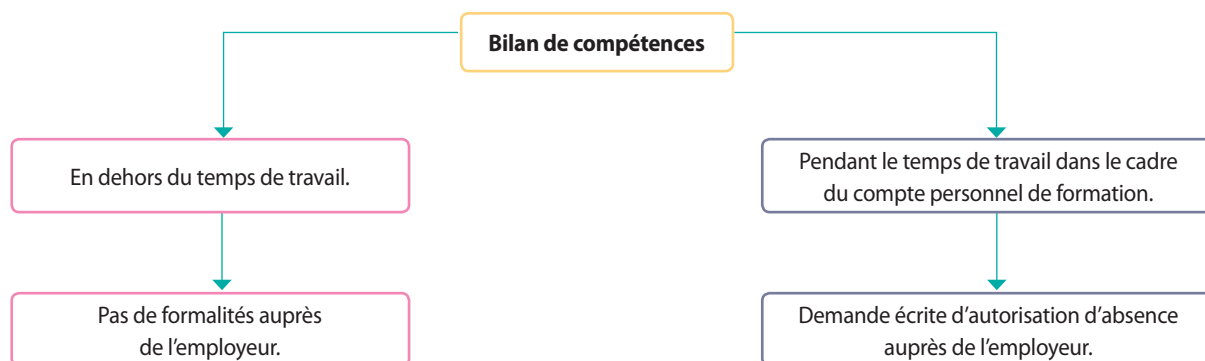 Bilan de compétences
En dehors du temps de travail.
Pendant le temps de travail dans le cadre
du compte personnel de formation.
Pas de formalités auprès
de l’employeur.
Demande écrite d’autorisation d’absence
auprès de l’employeur.